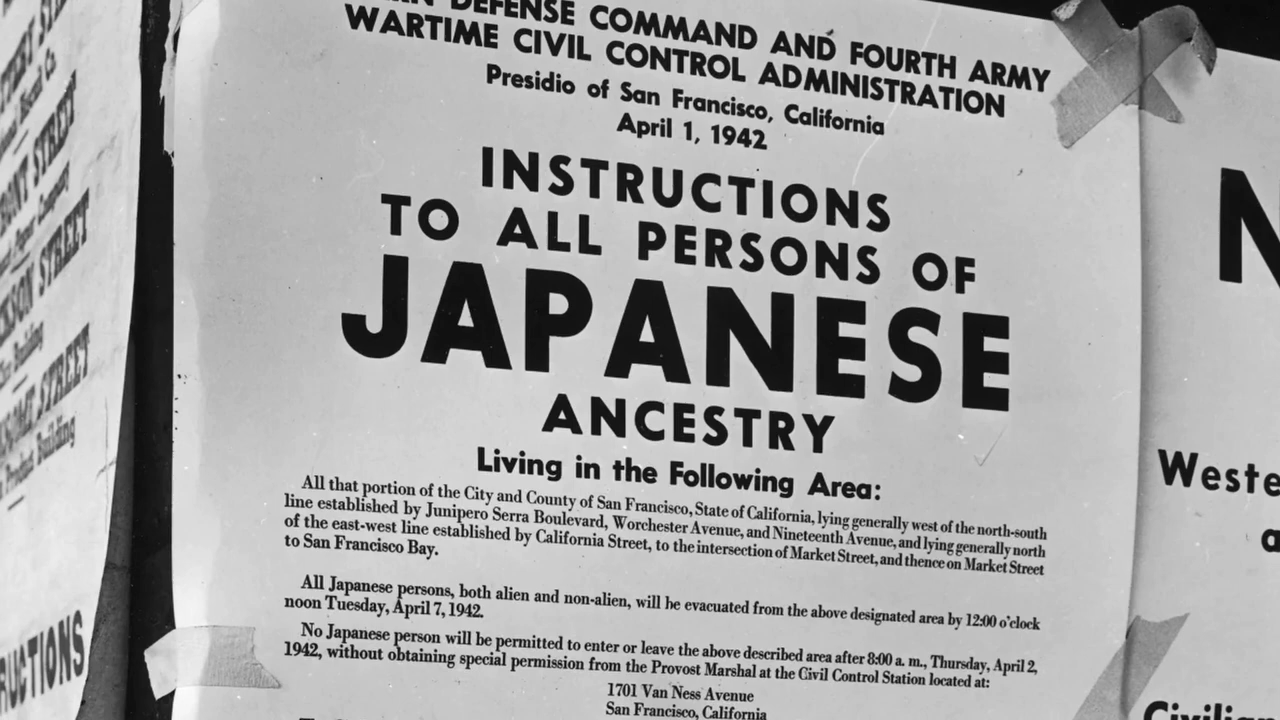 DEFENSE COMMAND AND FOURTH ARMY
WARTIME CIVIL CONTROL ADMINISTRATION
Presidio of San Francisco, California
April 1, 1942
INSTRUCTIONS
TO ALL PERSONS OF
JAPANESE
ANCESTRY
Living in the Following Area:
All that portion of the City and County of San Francisco, State of California, lying generally west of the north-south
line established by Junipero Serra Boulevard, Worchester Avenue, and Nineteenth Avenue, and lying generally north
of the east-west line established by California Street, to the intersection of Market Street, and thence on Market Street
to San Francisco Bay.
All Japanese persons, both alien and non-alien, will be evacuated from the above designated area by 12:00 o'clock
noon Tuesday, April 7, 1942.
No Japanese person will be permitted to enter or leave the above described area after 8:00 a. m., Thursday, April 2,
1942, without obtaining special permission from the Provost Marshal at the Civil Control Station located at:
1701 Van Ness Avenue
San Francisco, California
STREET
STREET
STREET
Building
RUCTIONS
N
Weste
a
Civilian